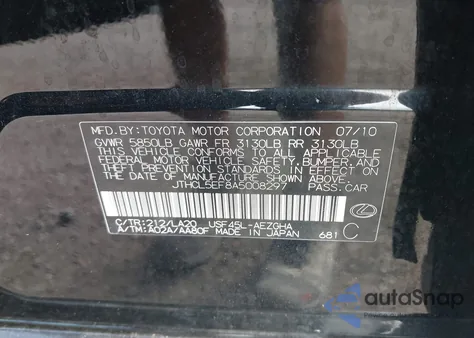 MFD.BY:TOYOTA MOTOR CORPORATION 07/10
GVWR 5850LB GAWR FR 3130LB RR 3130LB
THIS VEHICLE CONFORMS TO ALL APPLICABLE
FEDERAL MOTOR VEHICLE SAFETY,BUMPER,AND
THEFT PREVENTION STANDARDS IN EFFECT ON
THE DATE OF MANUFACTURE SHOWN ABOVE.
JTHCL5EF8A5008297 PASS.CAR
C/TR:212/LA20 USF45L-AEZGHA
A/TM:A02A/AA80F MADE IN JAPAN 681 C
autoSnap